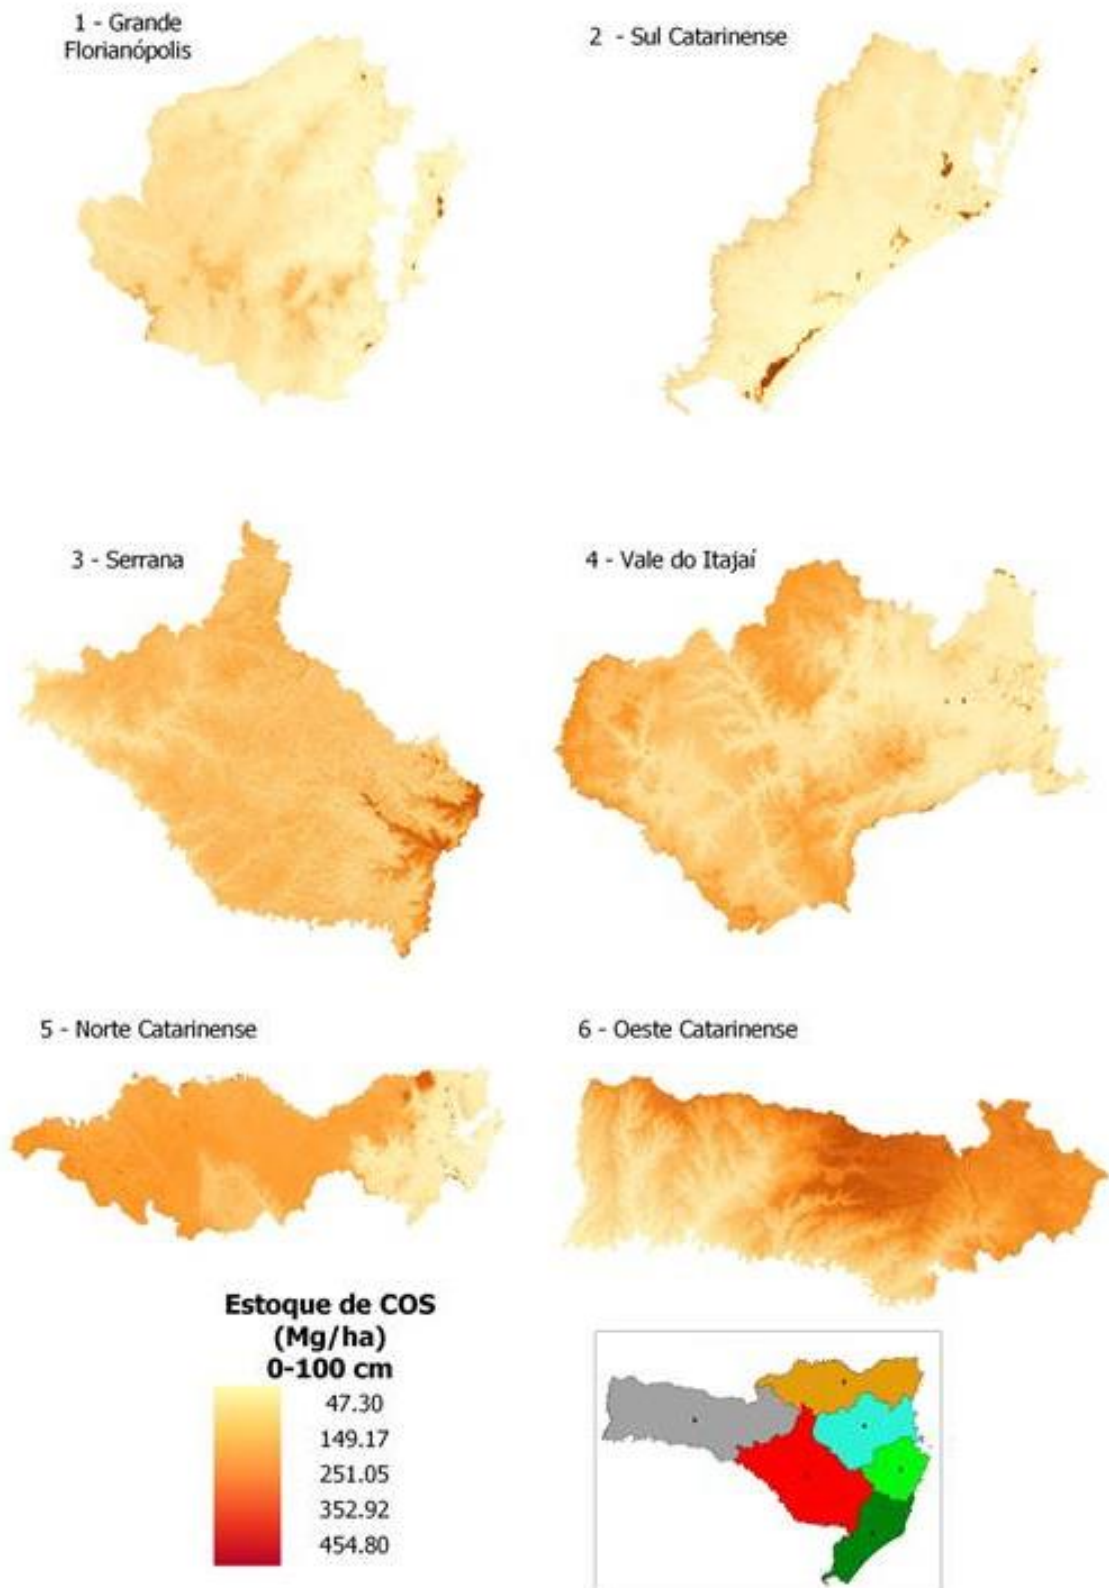 1 - Grande
Florianópolis
2 - Sul Catarinense
3 - Serrana
4 - Vale do Itajaí
5 - Norte Catarinense
6 - Oeste Catarinense
Estoque de COS
(Mg/ha)
0-100 cm
47.30
149.17
251.05
352.92
454.80